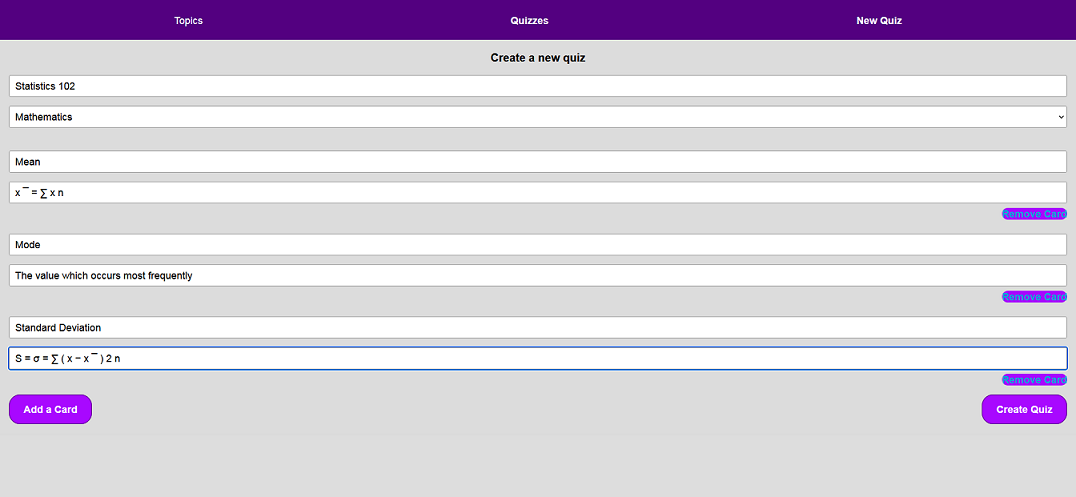 Topics Quizzes New Quiz
Create a new quiz
Statistics 102
Mathematics
Mean
x ¯ = ∑ x n
Remove Card
Mode
The value which occurs most frequently
Remove Card
Standard Deviation
S = σ = ∑ ( x − x ¯ ) 2 n
Remove Card
Add a Card Create Quiz